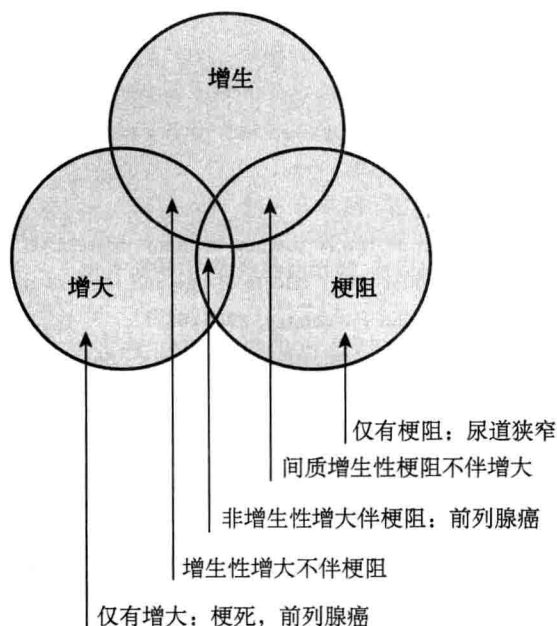 增生
增大
梗阻
仅有梗阻；尿道狭窄
间质增生性梗阻不伴增大
非增生性增大伴梗阻：前列腺癌
增生性增大不伴梗阻
仅有增大：梗死，前列腺癌